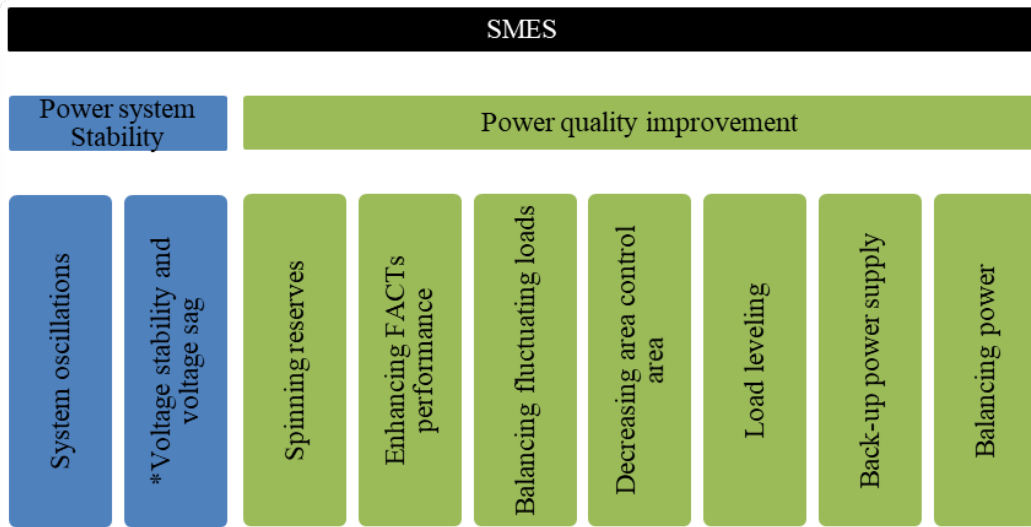 SMES
Power system
Stability
Power quality improvement
System oscillations
*Voltage stability and
voltage sag
Spinning reserves
Enhancing FACTs
performance
Balancing fluctuating loads
Decreasing area control
area
Load leveling
Back-up power supply
Balancing power